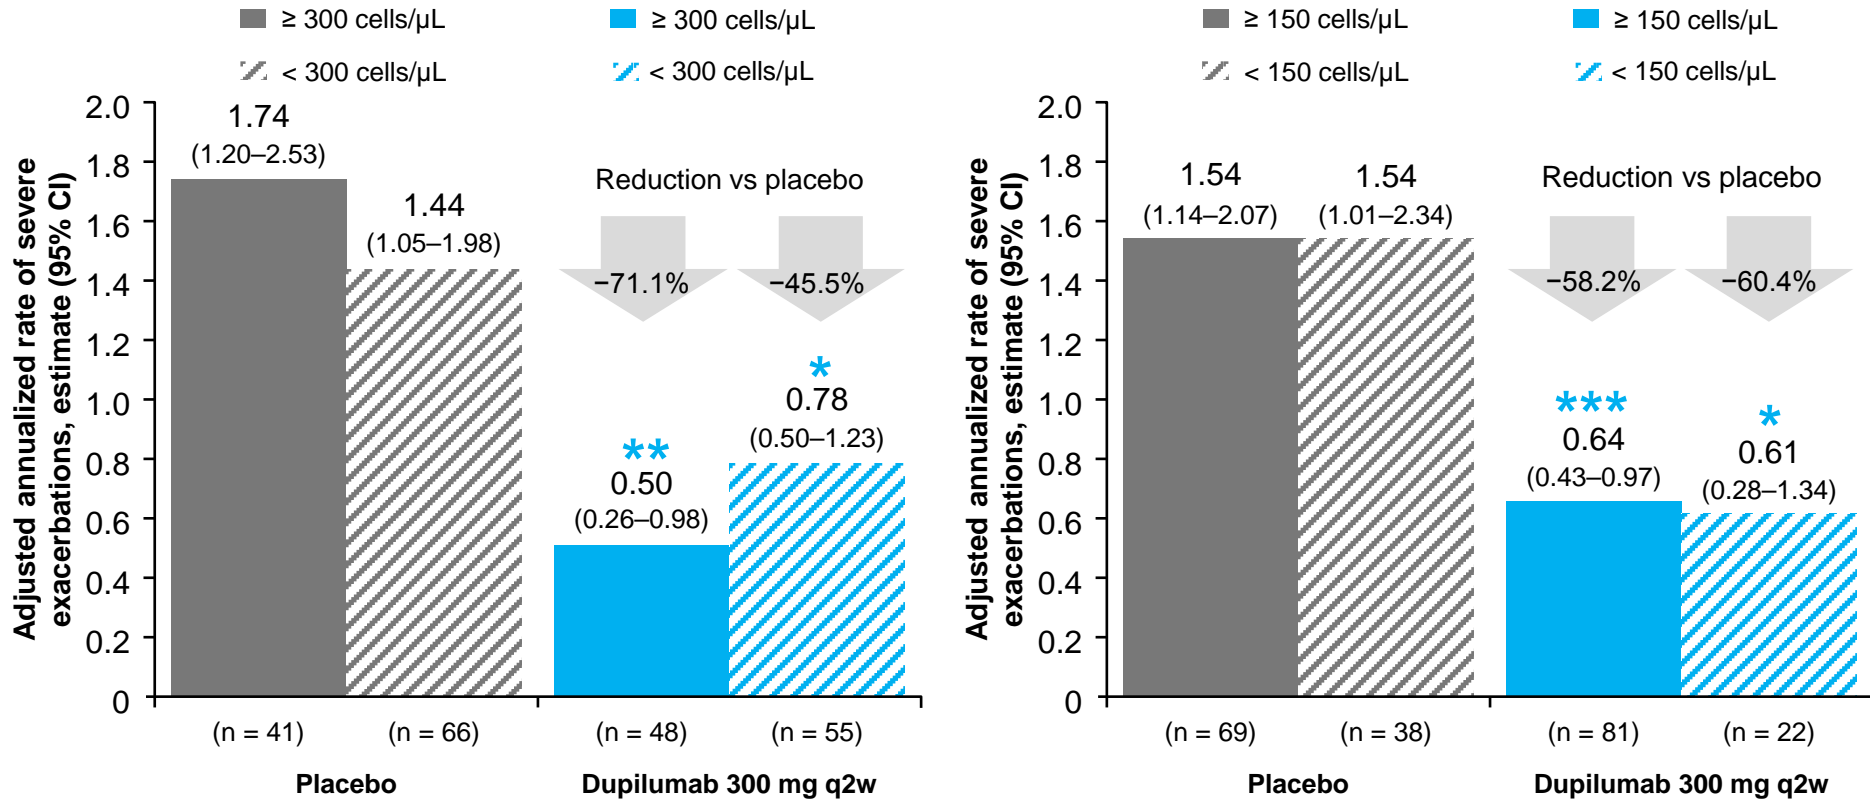 ≥ 300 cells/µL
≥ 300 cells/µL
< 300 cells/µL
< 300 cells/µL
Adjusted annualized rate of severe
exacerbations, estimate (95% CI)
2.0
1.8
1.6
1.4
1.2
1.0
0.8
0.6
0.4
0.2
0
1.74
(1.20–2.53)
1.44
(1.05–1.98)
Reduction vs placebo
−71.1%
−45.5%
**
0.50
(0.26–0.98)
*
0.78
(0.50–1.23)
(n = 41)
(n = 66)
(n = 48)
(n = 55)
Placebo
Dupilumab 300 mg q2w
≥ 150 cells/µL
≥ 150 cells/µL
< 150 cells/µL
< 150 cells/µL
Adjusted annualized rate of severe
exacerbations, estimate (95% CI)
2.0
1.8
1.6
1.4
1.2
1.0
0.8
0.6
0.4
0.2
0
1.54
(1.14–2.07)
1.54
(1.01–2.34)
Reduction vs placebo
−58.2%
−60.4%
***
0.64
(0.43–0.97)
*
0.61
(0.28–1.34)
(n = 69)
(n = 38)
(n = 81)
(n = 22)
Placebo
Dupilumab 300 mg q2w